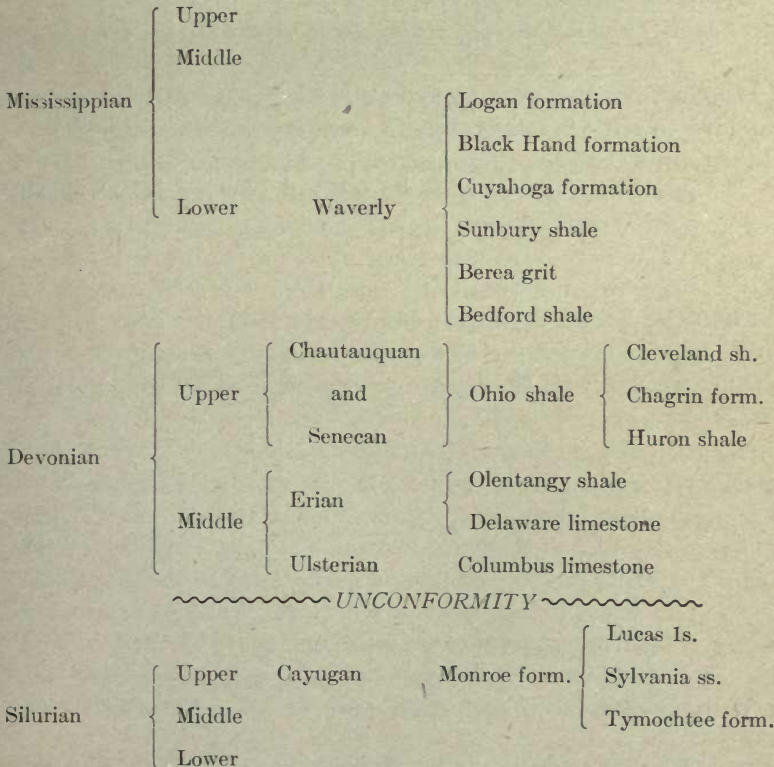 Upper
Middle
Mississippian
Logan formation
Black Hand formation
Cuyahoga formation
Lower Waverly
Sunbury shale
Berea grit
Bedford shale
Chautauquan
Cleveland sh.
Upper and Ohio shale Chagrin form.
Senecan
Huron shale
Devonian
Olentangy shale
Erian
Middle
Delaware limestone
Ulsterian Columbus limestone
UNCONFORMITY
Lucas ls.
Upper Cayugan Monroe form. Sylvania ss.
Silurian Middle
Tymochtee form.
Lower